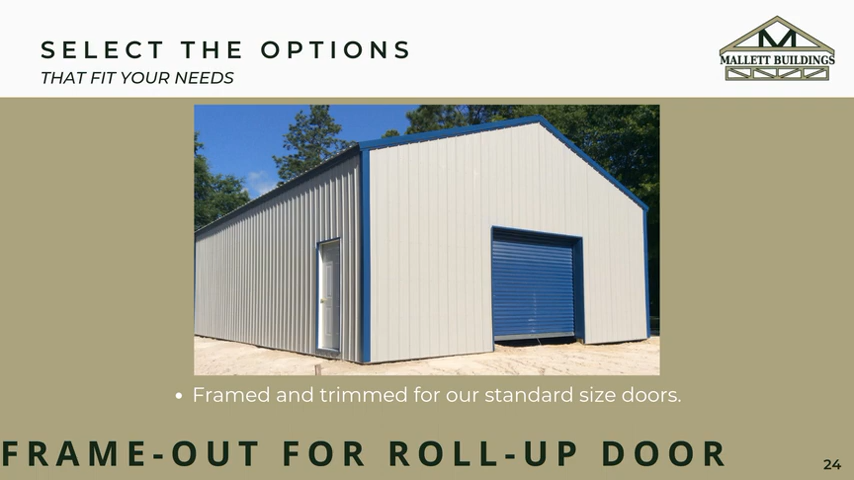 SELECT THE OPTIONS
THAT FIT YOUR NEEDS
MALLETT BUILDINGS
• Framed and trimmed for our standard size doors.
FRAME-OUT FOR ROLL-UP DOOR
24